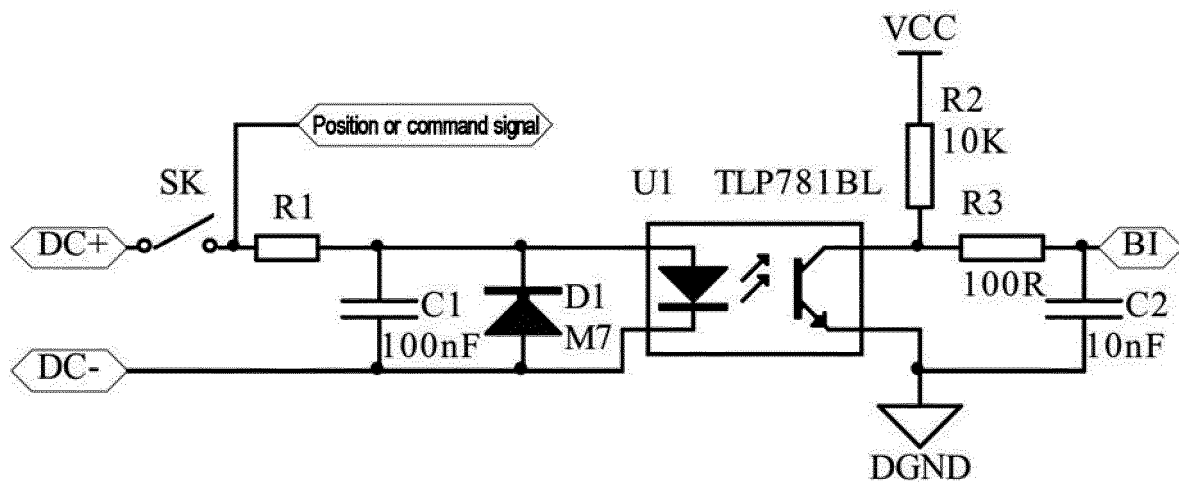 VCC
R2
10K
Position or command signal
SK
U1
TLP781BL
R1
R3
DC+
BI
100R
C1
100nF
D1
M7
C2
10nF
DC-
DGND